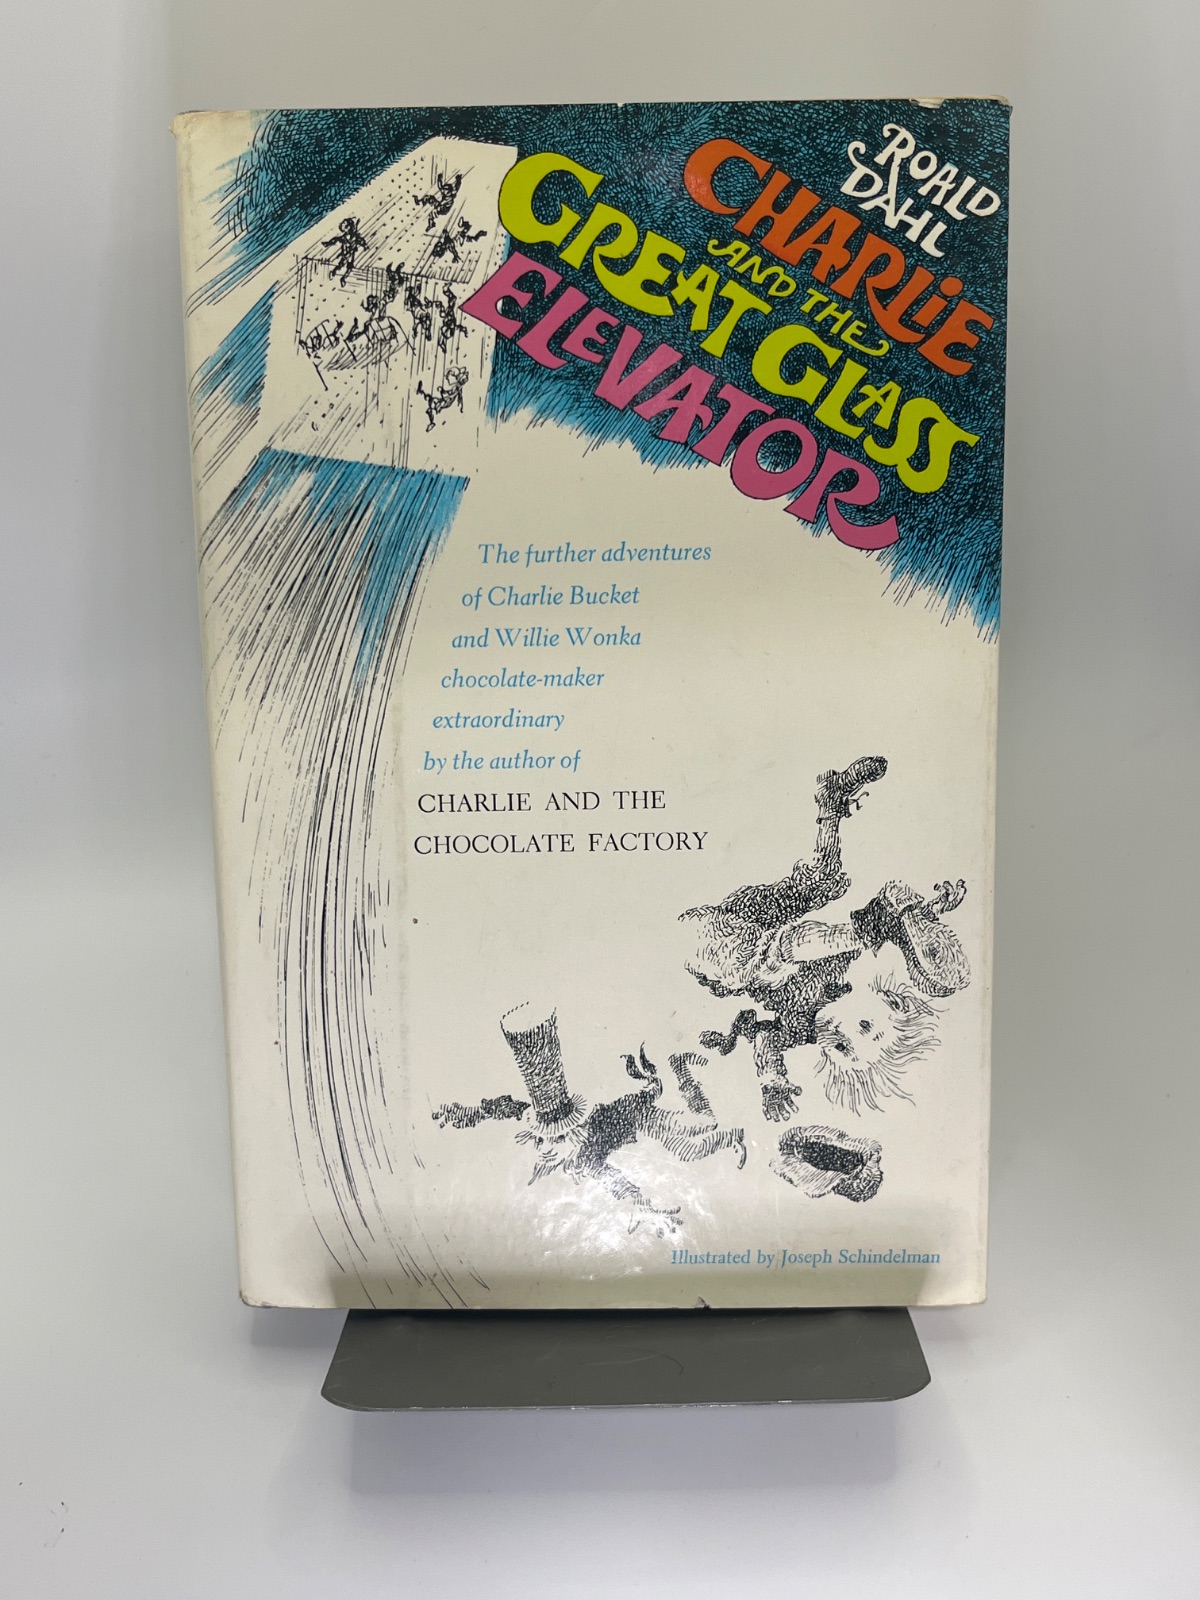 ROALD
DAHL
CHARLiE
AND THE
GREAT GLASS
ELEVATOR
The further adventures
of Charlie Bucket
and Willie Wonka
chocolate-maker
extraordinary
by the author of
CHARLIE AND THE
CHOCOLATE FACTORY
Illustrated by Joseph Schindelman